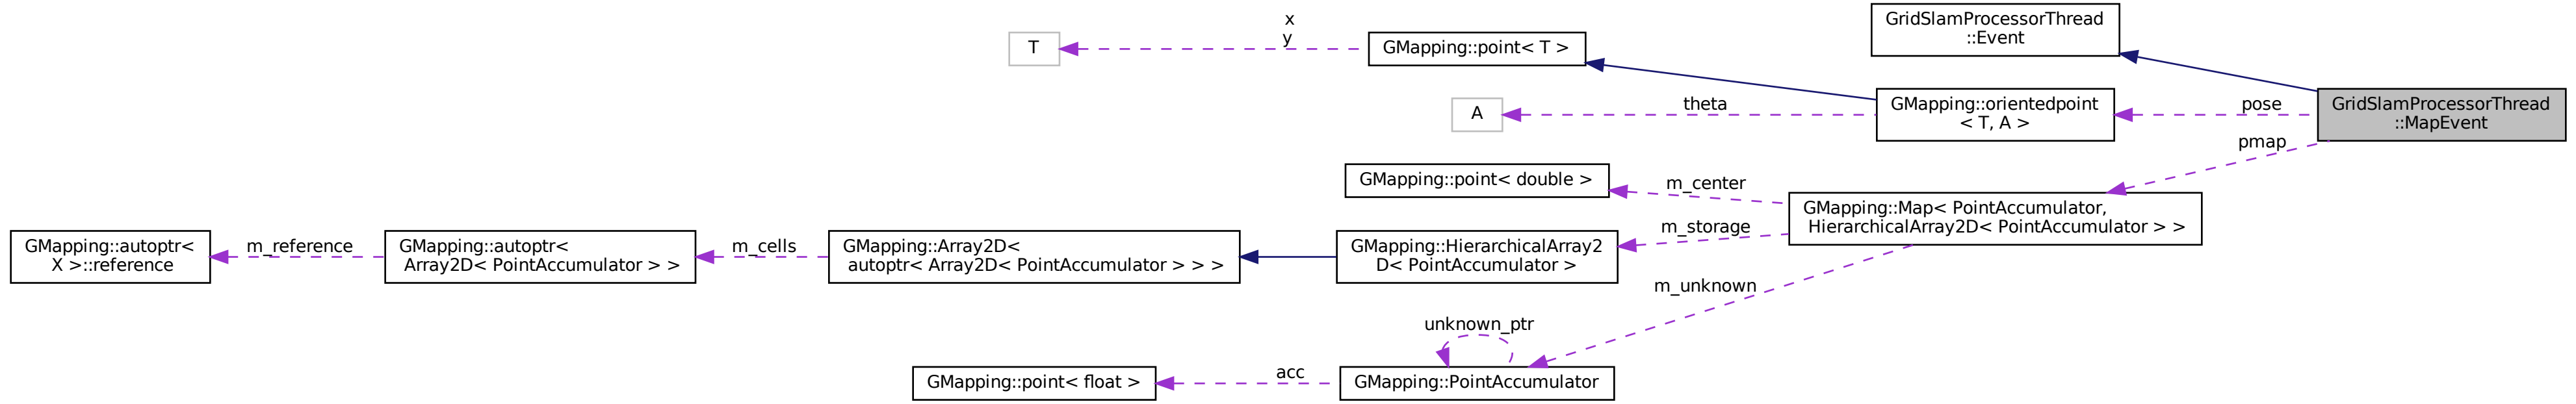 x
y
T
GMapping::point< T >
GridSlamProcessorThread
::Event
A
theta
GMapping::orientedpoint
< T, A >
pose
GridSlamProcessorThread
::MapEvent
pmap
GMapping::point< double >
m_center
GMapping::Map< PointAccumulator,
HierarchicalArray2D< PointAccumulator > >
GMapping::autoptr<
X >::reference
m_reference
GMapping::autoptr<
Array2D< PointAccumulator > >
m_cells
GMapping::Array2D<
autoptr< Array2D< PointAccumulator > > >
GMapping::HierarchicalArray2
D< PointAccumulator >
m_storage
m_unknown
unknown_ptr
GMapping::point< float >
acc
GMapping::PointAccumulator